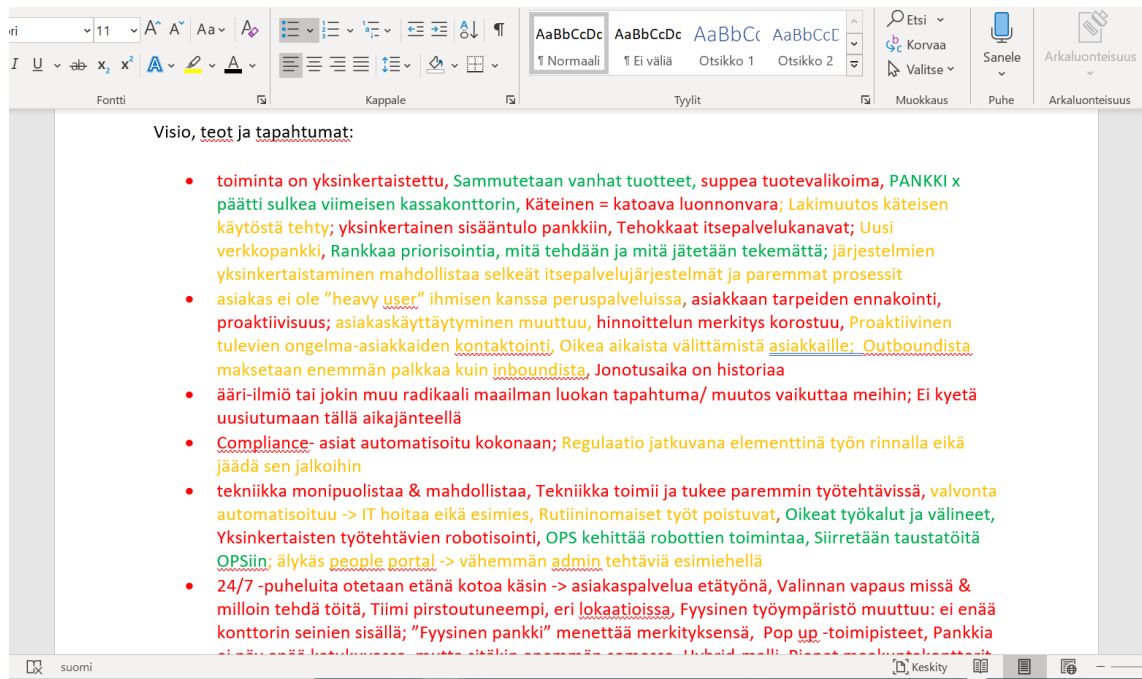 11
Aa
I U ab x₂ x² A A
AaBbCcDc AaBbCcDc AaBbCc AaBbCcE
¶ Normaali ¶ Ei väliä Otsikko 1 Otsikko 2
Etsi
Korvaa
Valitse
Sanele
Arkaluonteisuus
Fontti Kappale Tyylit Muokkaus Puhe Arkaluonteisuus
Visio, teot ja tapahtumat:
• toiminta on yksinkertaistettu, Sammutetaan vanhat tuotteet, suppea tuotevalikoima, PANKKI x
päätti sulkea viimeisen kassakonttorin, Käteinen = katoava luonnonvara; Lakimuutos käteisen
käytöstä tehty; yksinkertainen sisääntulo pankkiin, Tehokkaat itsepalvelukanavat; Uusi
verkkopankki, Rankkaa priorisointia, mitä tehdään ja mitä jätetään tekemättä; järjestelmien
yksinkertaistaminen mahdollistaa selkeät itsepalvelujärjestelmät ja paremmat prosessit
• asiakas ei ole ”heavy user” ihmisen kanssa peruspalveluissa, asiakkaan tarpeiden ennakointi,
proaktiivisuus; asiakaskäyttäytyminen muuttuu, hinnoittelun merkitys korostuu, Proaktiivinen
tulevien ongelma-asiakkaiden kontaktointi, Oikea aikaista välittämistä asiakkaille; Outboundista
maksetaan enemmän palkkaa kuin inboundista, Jonotusaika on historiaa
• ääri-ilmiö tai jokin muu radikaali maailman luokan tapahtuma/ muutos vaikuttaa meihin; Ei kyetä
uusiutumaan tällä aikajänteellä
• Compliance- asiat automatisoitu kokonaan; Regulaatio jatkuvana elementtinä työn rinnalla eikä
jäädä sen jalkoihin
• tekniikka monipuolistaa & mahdollistaa, Tekniikka toimii ja tukee paremmin työtehtävissä, valvonta
automatisoituu -> IT hoitaa eikä esimies, Rutiininomaiset työt poistuvat, Oikeat työkalut ja välineet,
Yksinkertaisten työtehtävien robotisointi, OPS kehittää robottien toimintaa, Siirretään taustatöitä
OPSiin; älykäs people portal -> vähemmän admin tehtäviä esimiehellä
• 24/7 -puheluita otetaan etänä kotoa käsin -> asiakaspalvelua etätyönä, Valinnan vapaus missä &
milloin tehdä töitä, Tiimi pirstoutuneempi, eri lokaatioissa, Fyysinen työympäristö muuttuu: ei enää
konttorin seinien sisällä; ”Fyysinen pankki” menettää merkityksensä, Pop up -toimipisteet, Pankkia
suomi Keskity